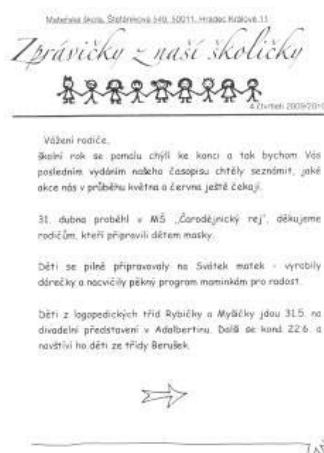 Mateřská škola, Štefánikova 549, 50011, Hradec Králové 11
Zprávičky z naší školičky
4.čtvrtletí 2009/2010
Vážení rodiče,
školní rok se pomalu chýlí ke konci a tak bychom Vás
posledním vydáním našeho časopisu chtěly seznámit, jaké
akce nás v průběhu května a června ještě čekají.
31. dubna proběhl v MŠ „Čarodějnický rej", děkujeme
rodičům, kteří připravili dětem masky.
Děti se pilně připravovaly na Svátek matek - vyrobily
dárečky a nacvičily pěkný program maminkám pro radost.
Děti z logopedických tříd Rybičky a Myšičky jdou 31.5. na
divadelní představení v Adalbertinu. Další se koná 22.6. a
navštíví ho děti ze třídy Berušek.